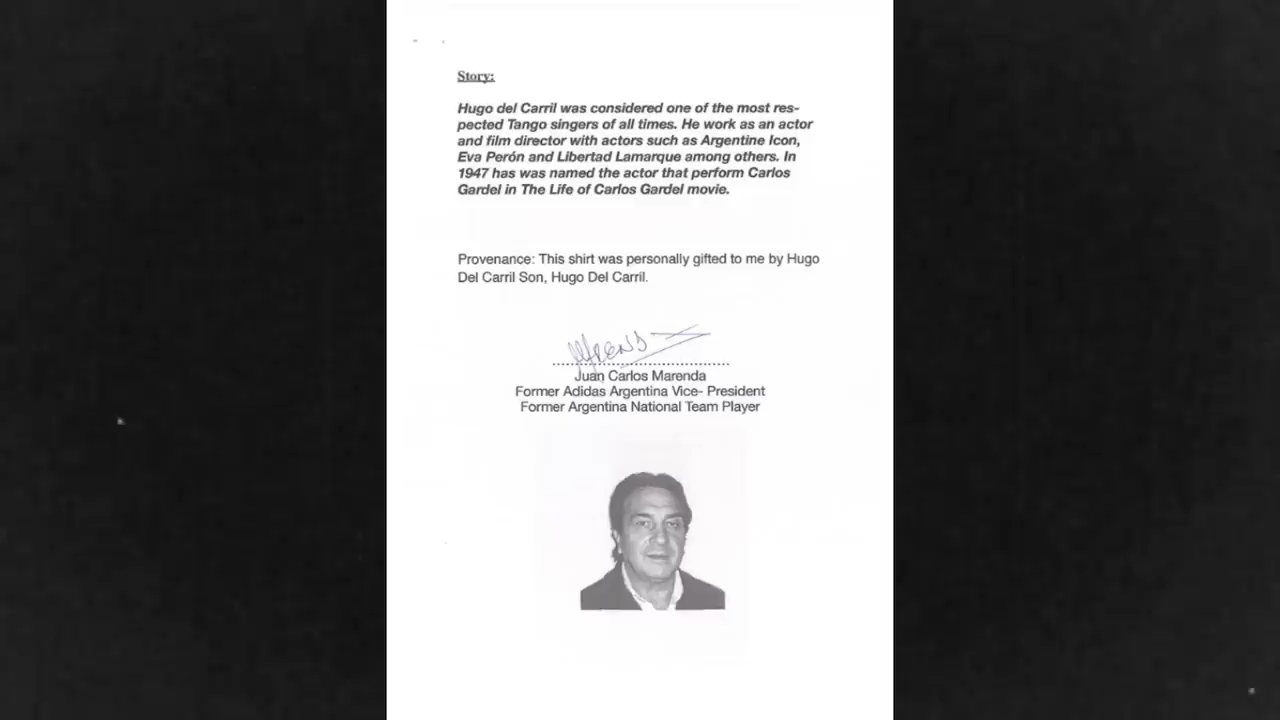 Story:
Hugo del Carril was considered one of the most res-
pected Tango singers of all times. He work as an actor
and film director with actors such as Argentine Icon,
Eva Perón and Libertad Lamarque among others. In
1947 has was named the actor that perform Carlos
Gardel in The Life of Carlos Gardel movie.
Provenance: This shirt was personally gifted to me by Hugo
Del Carril Son, Hugo Del Carril.
Juan Carlos Marenda
Former Adidas Argentina Vice- President
Former Argentina National Team Player